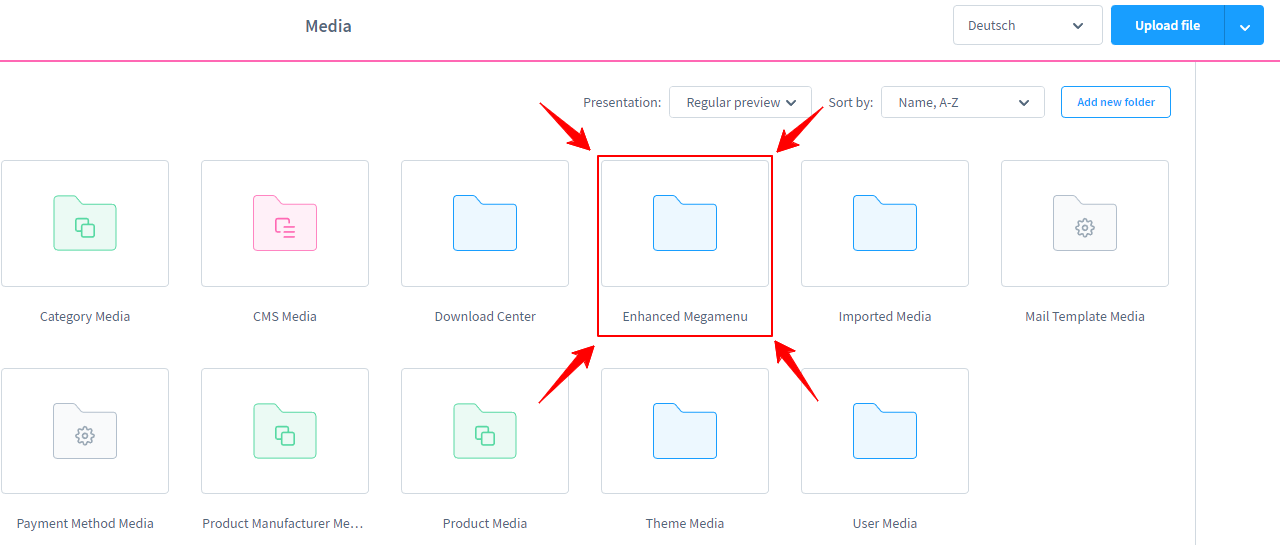 Media
Deutsch
Upload file
Presentation: Regular preview Sort by: Name, A-Z Add new folder
Category Media
CMS Media
Download Center
Enhanced Megamenu
Imported Media
Mail Template Media
Payment Method Media
Product Manufacturer Me…
Product Media
Theme Media
User Media